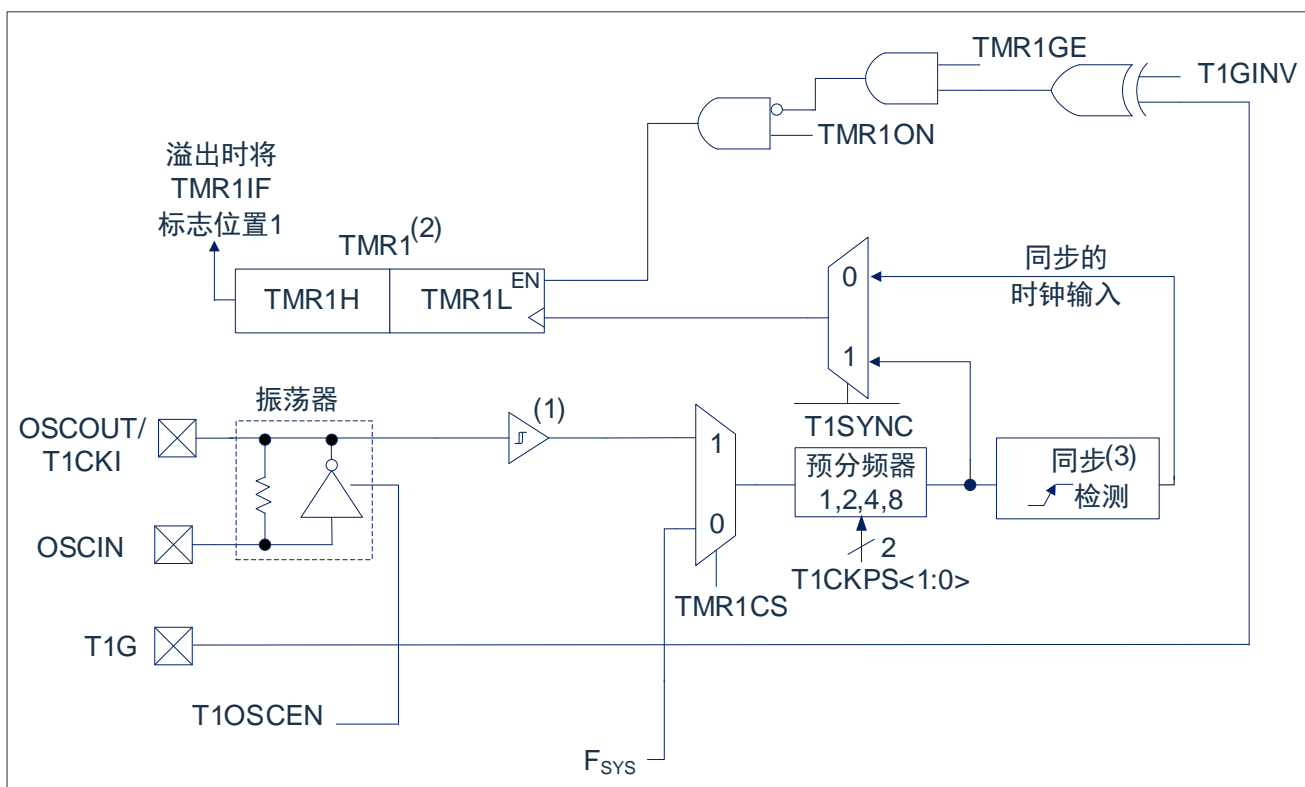 TMR1GE
T1GINV
TMR1ON
溢出时将
TMR1IF
标志位置1
TMR1(2)
EN
TMR1H
TMR1L
0
1
同步的
时钟输入
T1SYNC
振荡器
(1)
OSCOUT/
T1CKI
1
0
预分频器
1,2,4,8
同步(3)
检测
OSCIN
2
T1CKPS<1:0>
TMR1CS
T1G
T1OSCEN
FSYS